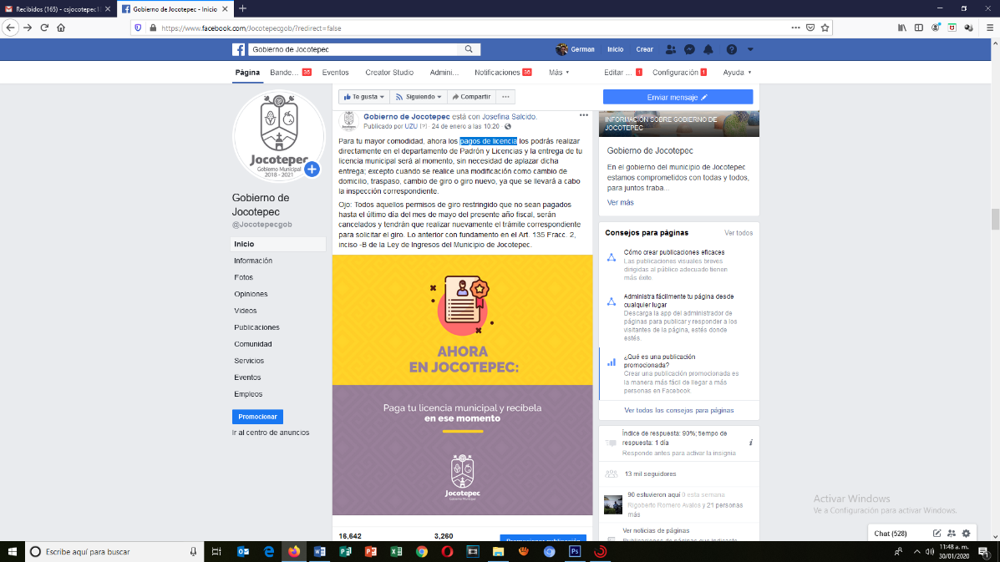 Recibidos (165) - csjocotepec1
Gobierno de Jocotepec - Inicio
https://www.facebook.com/Jocotepecgob/?redirect=false
Gobierno de Jocotepec
German
Inicio
Crear
Página
Bande... 35
Eventos
Creator Studio
Admini...
Notificaciones 35
Más
Editar ... 1
Configuración 1
Ayuda
Jocotepec
Gobierno Municipal
2018 - 2021
Gobierno de
Jocotepec
@Jocotepecgob
Inicio
Información
Fotos
Opiniones
Videos
Publicaciones
Comunidad
Servicios
Eventos
Empleos
Promocionar
Ir al centro de anuncios
Te gusta
Siguiendo
Compartir
Enviar mensaje
Gobierno de Jocotepec está con Josefina Salcido.
Publicado por UZU [?] · 24 de enero a las 10:20 ·
Para tu mayor comodidad, ahora los pagos de licencia los podrás realizar
directamente en el departamento de Padrón y Licencias y la entrega de tu
licencia municipal será al momento, sin necesidad de aplazar dicha
entrega; excepto cuando se realice una modificación como cambio de
domicilio, traspaso, cambio de giro o giro nuevo, ya que se llevará a cabo
la inspección correspondiente.
Ojo: Todos aquellos permisos de giro restringido que no sean pagados
hasta el último día del mes de mayo del presente año fiscal, serán
cancelados y tendrán que realizar nuevamente el trámite correspondiente
para solicitar el giro. Lo anterior con fundamento en el Art. 135 Fracc. 2,
inciso -B de la Ley de Ingresos del Municipio de Jocotepec.
AHORA
EN JOCOTEPEC:
Paga tu licencia municipal y recíbela
en ese momento
Jocotepec
Gobierno Municipal
16,642
3,260
Promocionar publicación
INFORMACIÓN SOBRE GOBIERNO DE
JOCOTEPEC
Gobierno de Jocotepec
En el gobierno del municipio de Jocotepec
estamos comprometidos con todas y todos,
para juntos traba...
Ver más
Consejos para páginas
Ver todos
Cómo crear publicaciones eficaces
Las publicaciones visuales breves
dirigidas al público adecuado tienen
más éxito.
Administra fácilmente tu página desde
cualquier lugar
Descarga la app del administrador de
páginas para publicar y responder a los
visitantes de la página, estés donde
estés.
¿Qué es una publicación
promocionada?
Crear una publicación promocionada es
la manera más fácil de llegar a más
personas en Facebook.
Ver todos los consejos para páginas
Índice de respuesta: 90%; tiempo de
respuesta: 1 día
Responde antes para activar la insignia
13 mil seguidores
90 estuvieron aquí 0 esta semana
Rigoberto Romero Avalos y 21 personas
más
Ver noticias de páginas
Publicaciones de páginas que indicaste
Activar Windows
Ve a Configuración para activar Windows.
Chat (528)
Escribe aquí para buscar
11:48 a. m.
30/01/2020
1